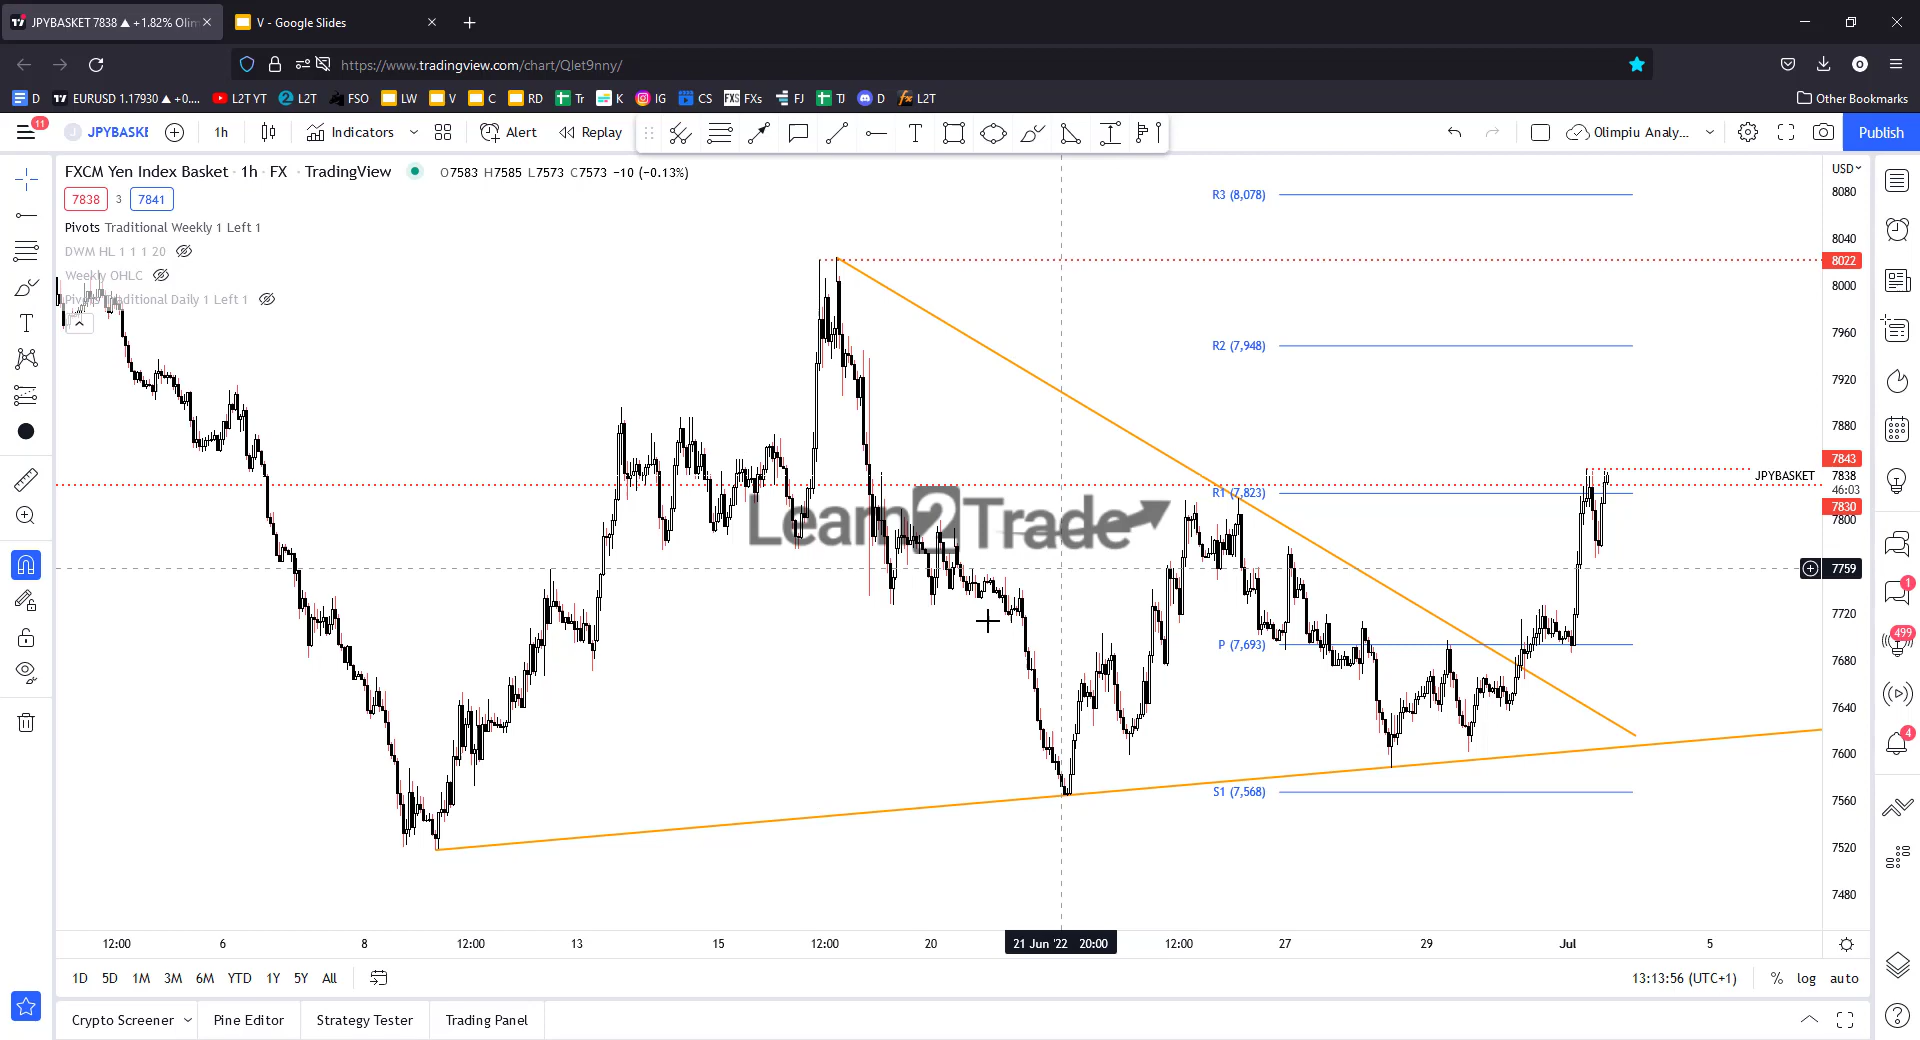 JPYBASKET 7838 ▲ +1.82% Olim
V - Google Slides
https://www.tradingview.com/chart/Qlet9nny/
D EURUSD 1.17930 ▲ +0.... L2T YT L2T FSO LW V C RD Tr K IG CS FXS FXs FJ TJ D L2T Other Bookmarks
11 JPYBASKE 1h Indicators Alert Replay T Olimpiu Analy... Publish
FXCM Yen Index Basket · 1h · FX · TradingView O7583 H7585 L7573 C7573 −10 (−0.13%)
7838 3 7841
Pivots Traditional Weekly 1 Left 1
DWM HL 1 1 1 20
Weekly OHLC
Pivots Traditional Daily 1 Left 1
R3 (8,078)
R2 (7,948)
R1 (7,823)
P (7,693)
S1 (7,568)
Learn2Trade
JPYBASKET
USD
8080
8040
8022
8000
7960
7920
7880
7843
7838
46:03
7830
7800
7759
7720
7680
7640
7600
7560
7520
7480
1
499
4
12:00 6 8 12:00 13 15 12:00 20 21 Jun '22 20:00 12:00 27 29 Jul 5
1D 5D 1M 3M 6M YTD 1Y 5Y All 13:13:56 (UTC+1) % log auto
Crypto Screener Pine Editor Strategy Tester Trading Panel